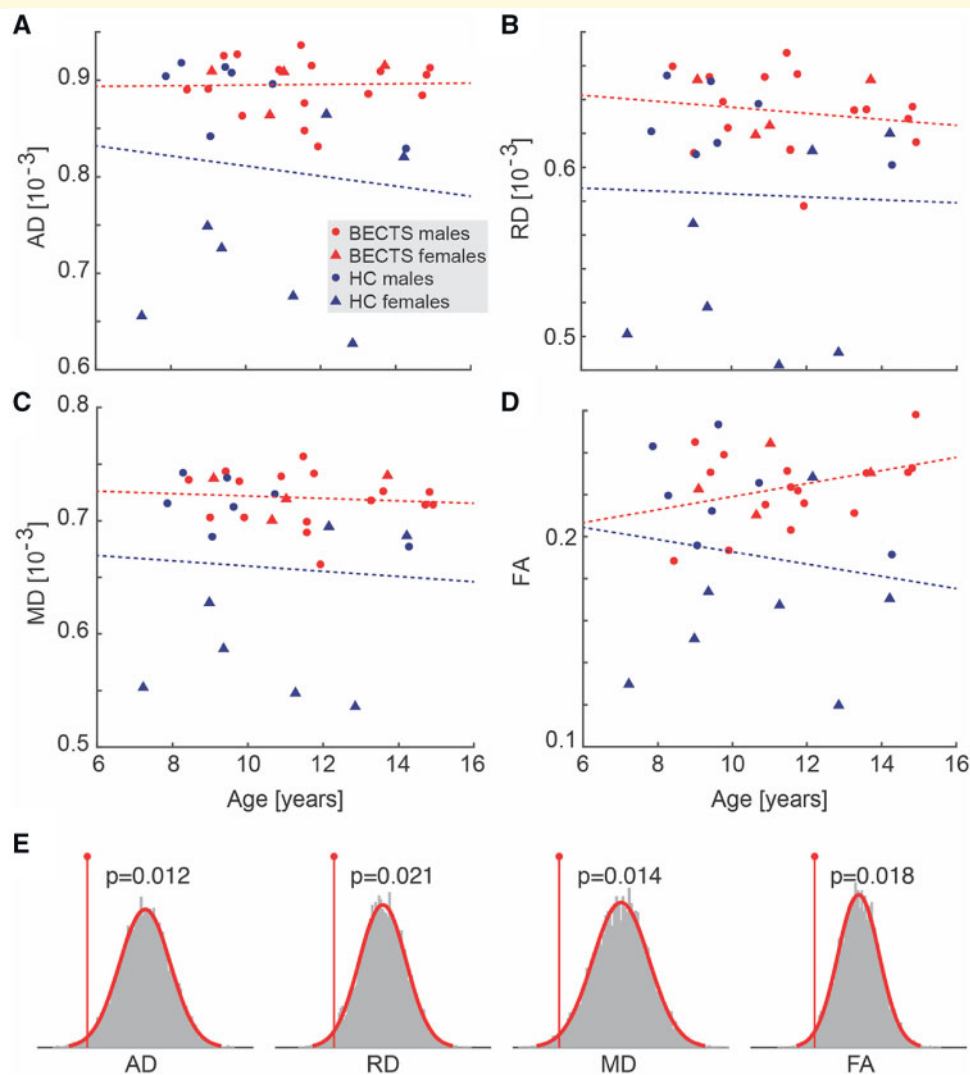 A
AD [10⁻³]
0.9
0.8
0.7
0.6
BECTS males
BECTS females
HC males
HC females
B
RD [10⁻³]
0.6
0.5
C
MD [10⁻³]
0.8
0.7
0.6
0.5
6 8 10 12 14 16
Age [years]
D
FA
0.2
0.1
6 8 10 12 14 16
Age [years]
E
p=0.012 p=0.021 p=0.014 p=0.018
AD RD MD FA